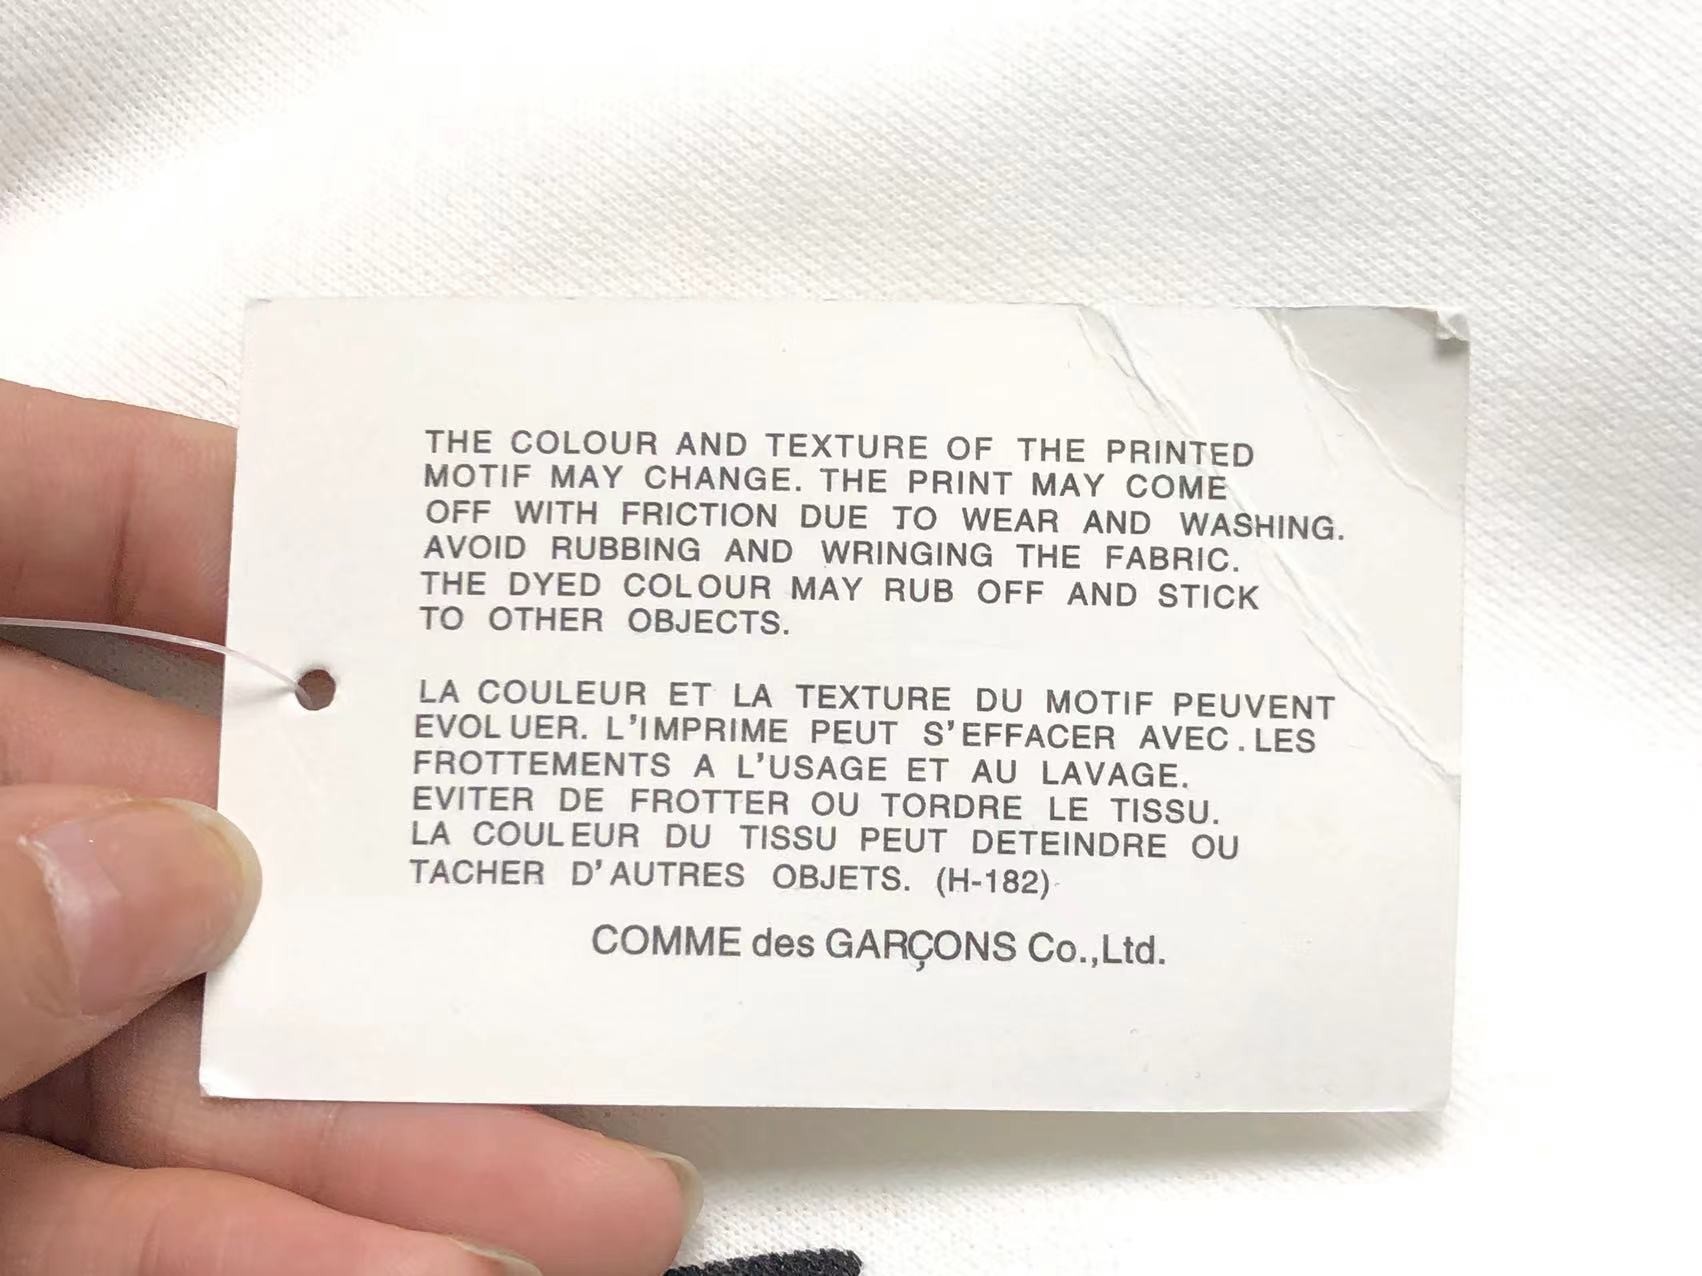 THE COLOUR AND TEXTURE OF THE PRINTED
MOTIF MAY CHANGE. THE PRINT MAY COME
OFF WITH FRICTION DUE TO WEAR AND WASHING.
AVOID RUBBING AND WRINGING THE FABRIC.
THE DYED COLOUR MAY RUB OFF AND STICK
TO OTHER OBJECTS.
LA COULEUR ET LA TEXTURE DU MOTIF PEUVENT
EVOLUER. L'IMPRIME PEUT S'EFFACER AVEC.LES
FROTTEMENTS A L'USAGE ET AU LAVAGE.
EVITER DE FROTTER OU TORDRE LE TISSU.
LA COULEUR DU TISSU PEUT DETEINDRE OU
TACHER D'AUTRES OBJETS. (H-182)
COMME des GARÇONS Co.,Ltd.